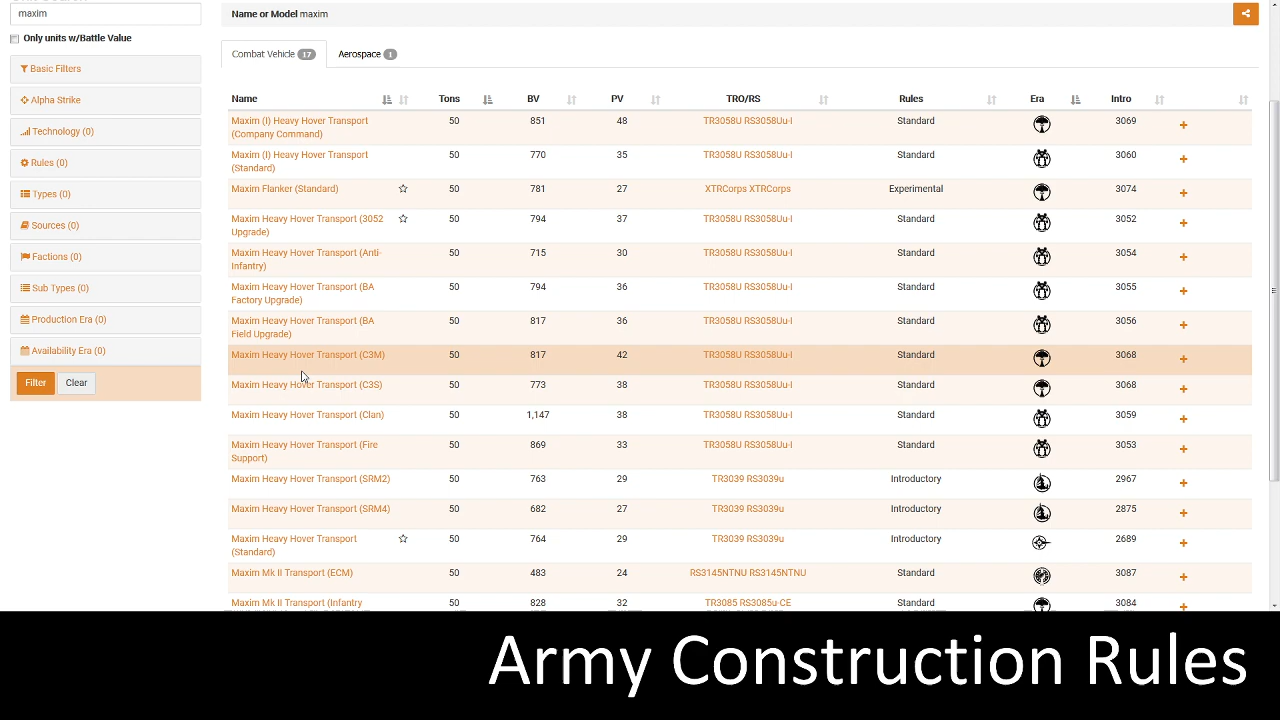 maxim
Only units w/Battle Value
Basic Filters
Alpha Strike
Technology (0)
Rules (0)
Types (0)
Sources (0)
Factions (0)
Sub Types (0)
Production Era (0)
Availability Era (0)
Filter Clear
Name or Model maxim
Combat Vehicle 17 Aerospace 1
Name Tons BV PV TRO/RS Rules Era Intro
Maxim (I) Heavy Hover Transport 50 851 48 TR3058U RS3058Uu-I Standard 3069
(Company Command)
Maxim (I) Heavy Hover Transport 50 770 35 TR3058U RS3058Uu-I Standard 3060
(Standard)
Maxim Flanker (Standard) 50 781 27 XTRCorps XTRCorps Experimental 3074
Maxim Heavy Hover Transport (3052 50 794 37 TR3058U RS3058Uu-I Standard 3052
Upgrade)
Maxim Heavy Hover Transport (Anti- 50 715 30 TR3058U RS3058Uu-I Standard 3054
Infantry)
Maxim Heavy Hover Transport (BA 50 794 36 TR3058U RS3058Uu-I Standard 3055
Factory Upgrade)
Maxim Heavy Hover Transport (BA 50 817 36 TR3058U RS3058Uu-I Standard 3056
Field Upgrade)
Maxim Heavy Hover Transport (C3M) 50 817 42 TR3058U RS3058Uu-I Standard 3068
Maxim Heavy Hover Transport (C3S) 50 773 38 TR3058U RS3058Uu-I Standard 3068
Maxim Heavy Hover Transport (Clan) 50 1,147 38 TR3058U RS3058Uu-I Standard 3059
Maxim Heavy Hover Transport (Fire 50 869 33 TR3058U RS3058Uu-I Standard 3053
Support)
Maxim Heavy Hover Transport (SRM2) 50 763 29 TR3039 RS3039u Introductory 2967
Maxim Heavy Hover Transport (SRM4) 50 682 27 TR3039 RS3039u Introductory 2875
Maxim Heavy Hover Transport 50 764 29 TR3039 RS3039u Introductory 2689
(Standard)
Maxim Mk II Transport (ECM) 50 483 24 RS3145NTNU RS3145NTNU Standard 3087
Maxim Mk II Transport (Infantry 50 828 32 TR3085 RS3085u-CE Standard 3084
Army Construction Rules